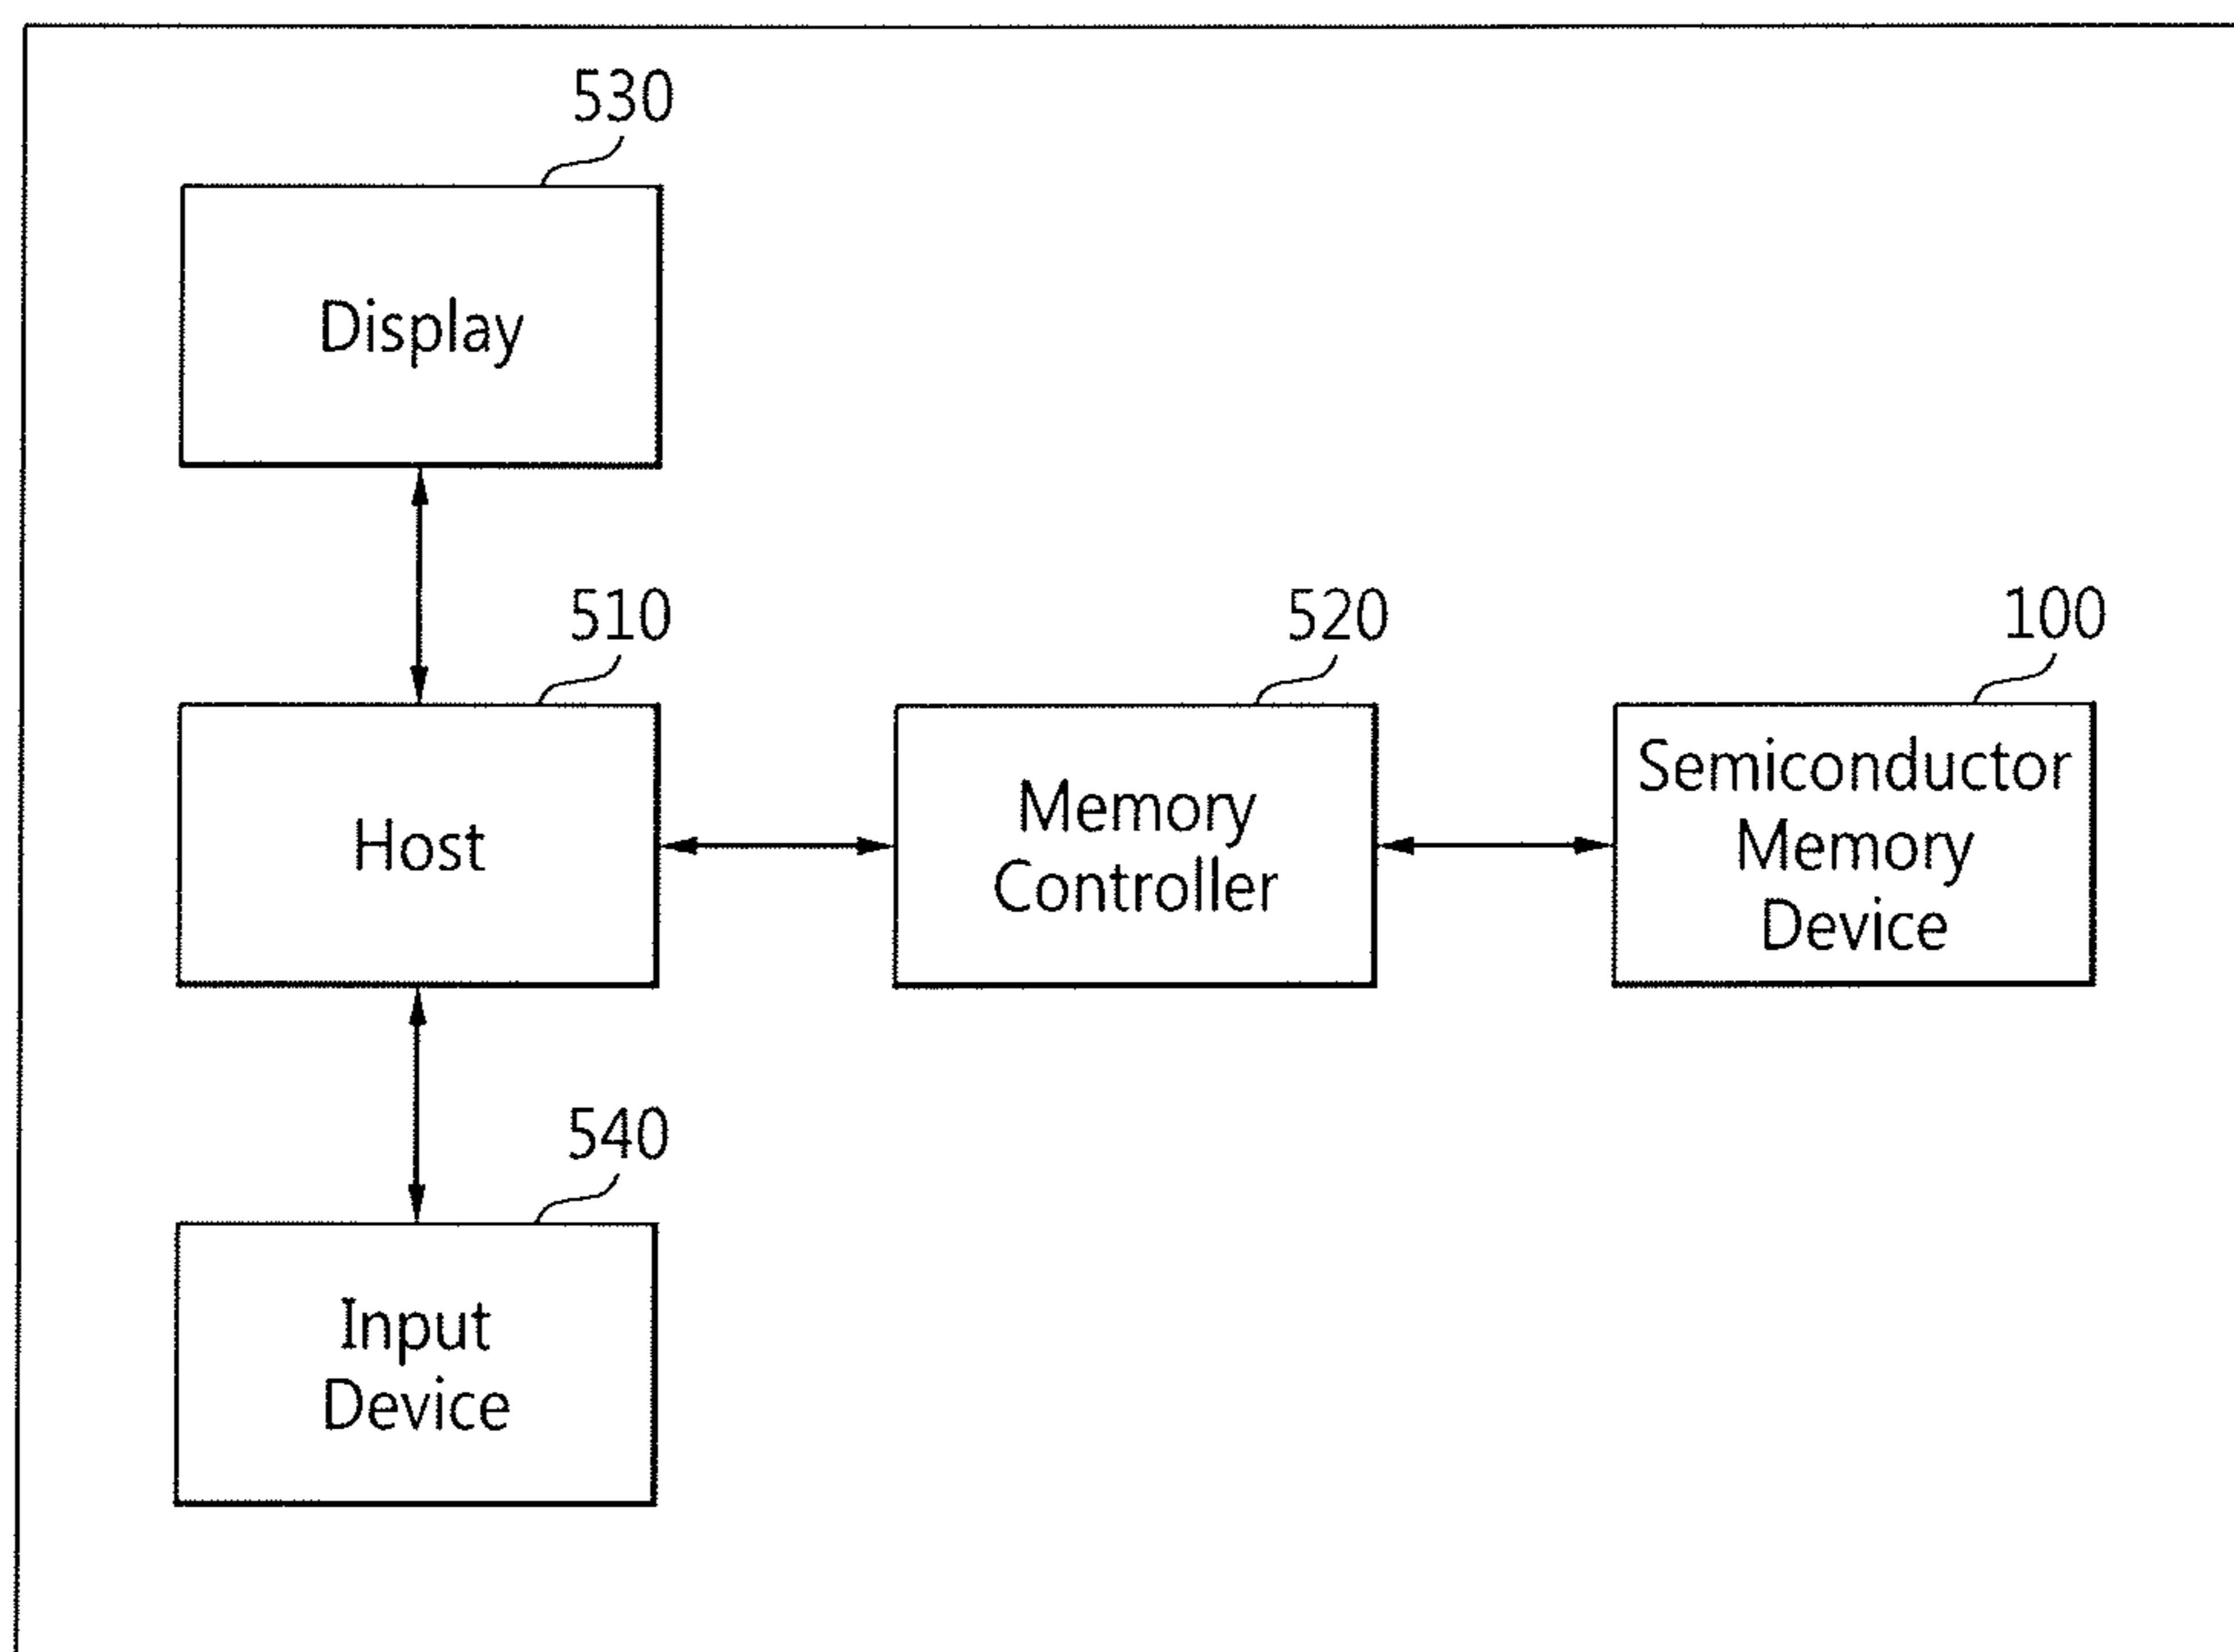 530
Display
510
520
100
Host
Memory
Controller
Semiconductor
Memory
Device
540
Input
Device